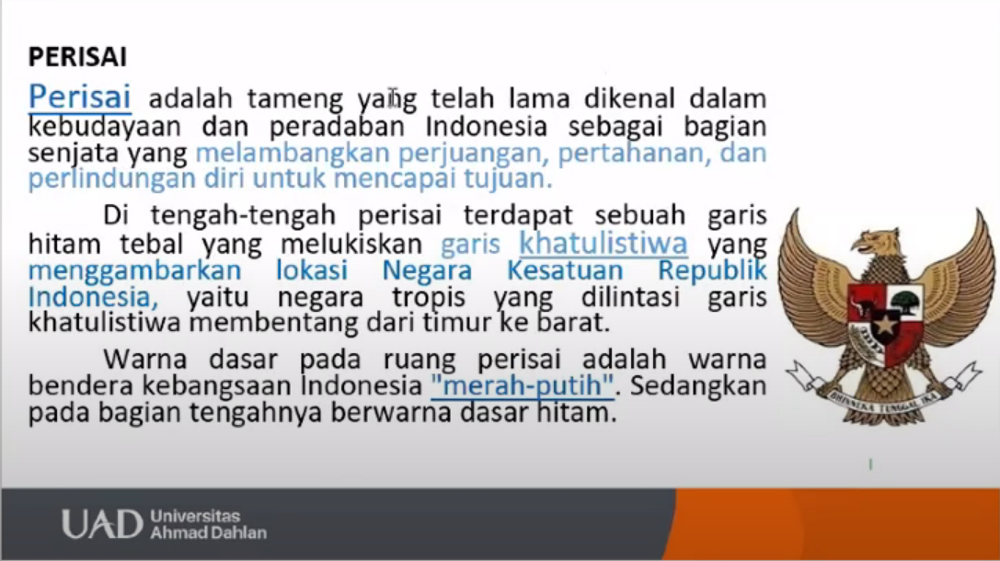 PERISAI
Perisai adalah tameng yang telah lama dikenal dalam
kebudayaan dan peradaban Indonesia sebagai bagian
senjata yang melambangkan perjuangan, pertahanan, dan
perlindungan diri untuk mencapai tujuan.
Di tengah-tengah perisai terdapat sebuah garis
hitam tebal yang melukiskan garis khatulistiwa yang
menggambarkan lokasi Negara Kesatuan Republik
Indonesia, yaitu negara tropis yang dilintasi garis
khatulistiwa membentang dari timur ke barat.
Warna dasar pada ruang perisai adalah warna
bendera kebangsaan Indonesia "merah-putih". Sedangkan
pada bagian tengahnya berwarna dasar hitam.
BHINNEKA TUNGGAL IKA
UAD Universitas
Ahmad Dahlan